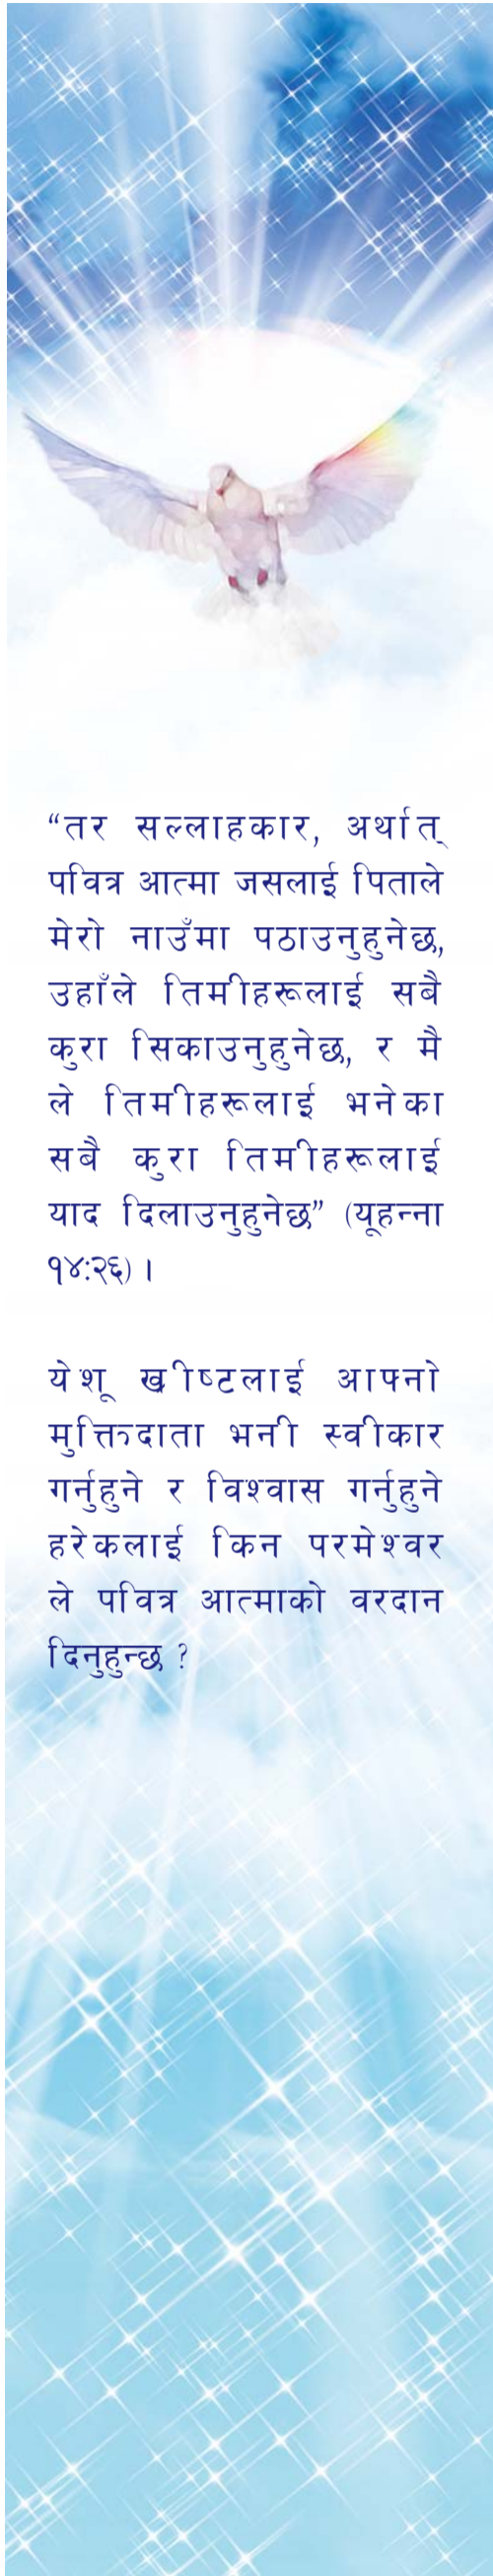 “तर सल्लाहकार, अर्थात्
पवित्र आत्मा जसलाई पिताले
मेरो नाउँमा पठाउनुहुनेछ,
उहाँले तिमीहरूलाई सबै
कुरा सिकाउनुहुनेछ, र मै
ले तिमीहरूलाई भनेका
सबै कुरा तिमीहरूलाई
याद दिलाउनुहुनेछ” (यूहन्ना
१४:२६) ।
येशू ख्रीष्टलाई आफ्नो
मुक्तिदाता भनी स्वीकार
गर्नुहुने र विश्वास गर्नुहुने
हरेकलाई किन परमेश्वर
ले पवित्र आत्माको वरदान
दिनुहुन्छ ?